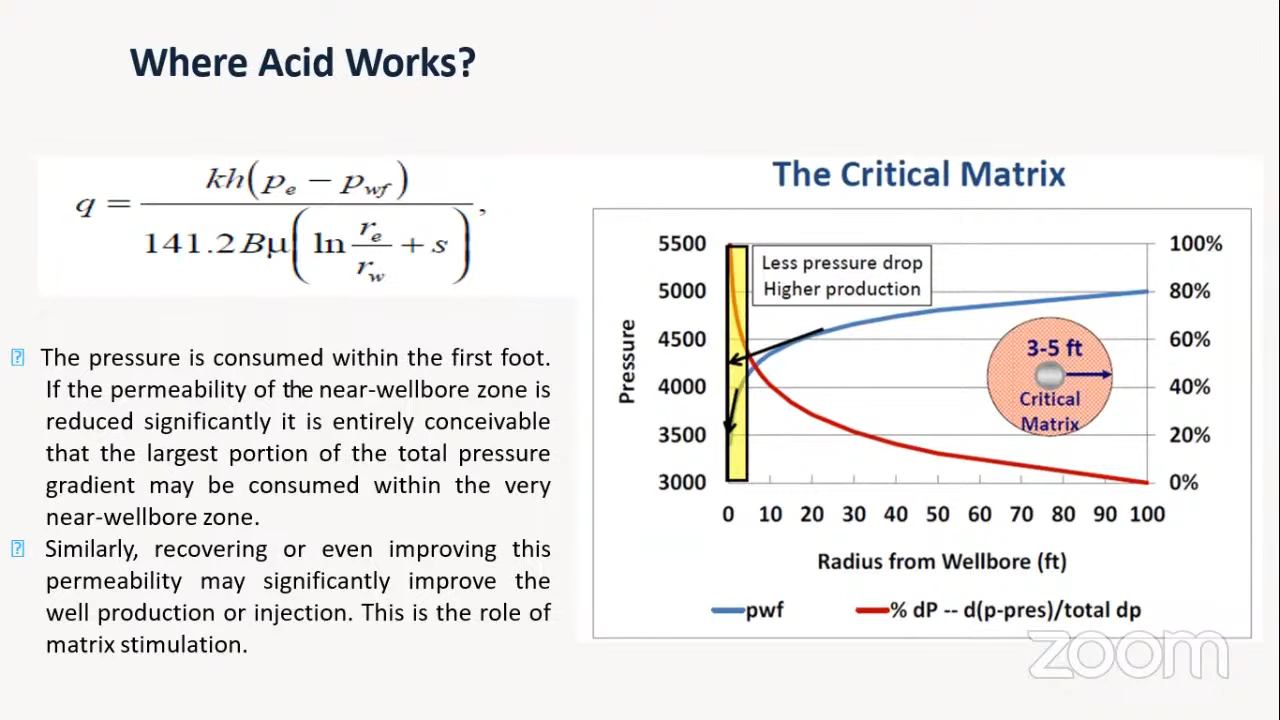 Where Acid Works?
q = kh(p_e − p_wf) / 141.2Bμ(ln r_e/r_w + s),
The pressure is consumed within the first foot.
If the permeability of the near-wellbore zone is
reduced significantly it is entirely conceivable
that the largest portion of the total pressure
gradient may be consumed within the very
near-wellbore zone.
Similarly, recovering or even improving this
permeability may significantly improve the
well production or injection. This is the role of
matrix stimulation.
The Critical Matrix
Less pressure drop
Higher production
5500
5000
4500
4000
3500
3000
Pressure
100%
80%
60%
40%
20%
0%
3-5 ft
Critical
Matrix
0 10 20 30 40 50 60 70 80 90 100
Radius from Wellbore (ft)
pwf
% dP -- d(p-pres)/total dp
zoom